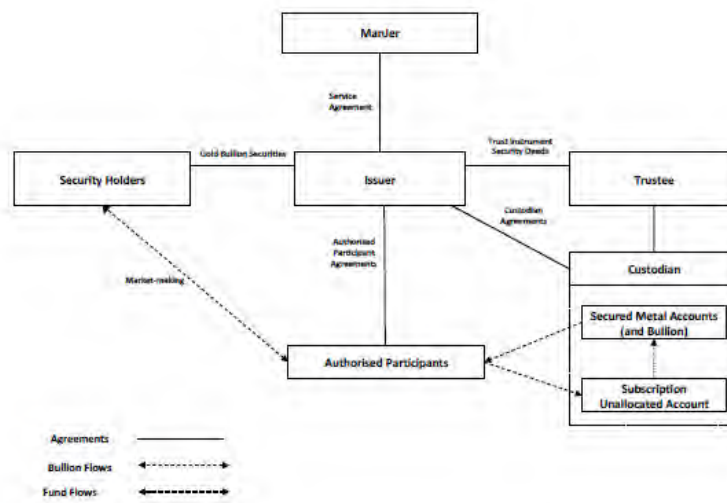 ManJer
Service
Agreement
Gold Bullion Securities
Trust Instrument
Security Deeds
Security Holders
Issuer
Trustee
Custodian
Agreements
Authorised
Participant
Agreements
Market-making
Custodian
Secured Metal Accounts
(and Bullion)
Authorised Participants
Subscription
Unallocated Account
Agreements
Bullion Flows
Fund Flows